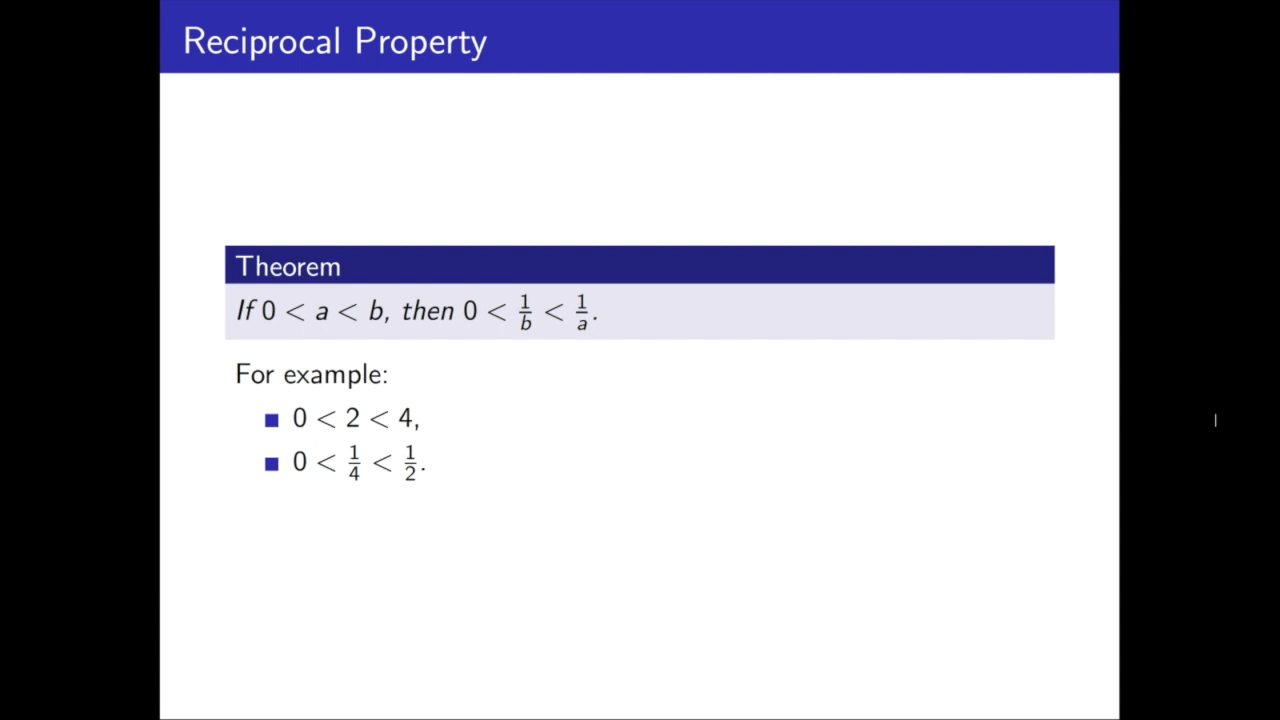 Reciprocal Property
Theorem
If 0 < a < b, then 0 < 1/b < 1/a.
For example:
■ 0 < 2 < 4,
■ 0 < 1/4 < 1/2.